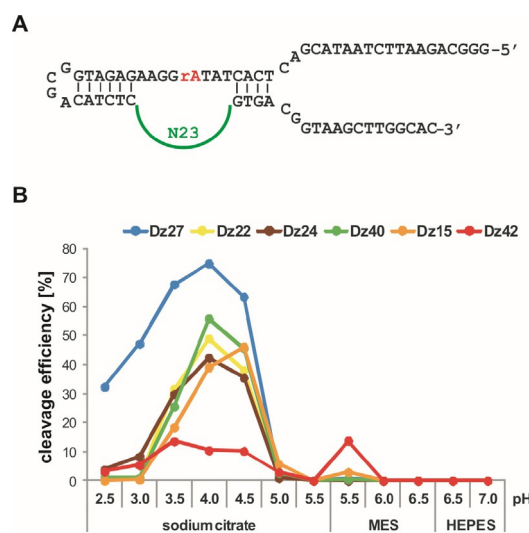 A
AGCATAATCTTAAGACGGG-5'
C
G
GTAGAGAAGGrATATCACT
C
G
ACATCTC
GTGA
C
G
N23
GTAAGCTTGGCAC-3'
B
Dz27 Dz22 Dz24 Dz40 Dz15 Dz42
cleavage efficiency [%]
80
70
60
50
40
30
20
10
0
2.5 3.0 3.5 4.0 4.5 5.0 5.5 5.5 6.0 6.5 6.5 7.0 pH
sodium citrate MES HEPES